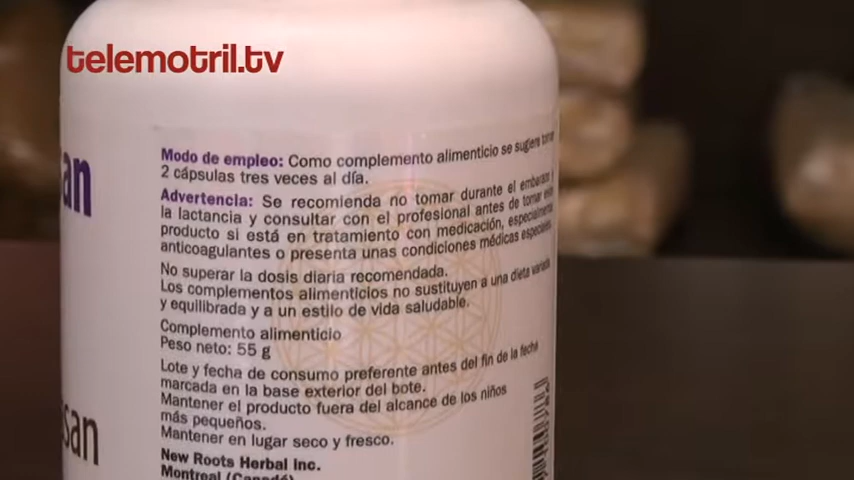 telemotril.tv
san
Modo de empleo: Como complemento alimenticio se sugiere tomar
2 cápsulas tres veces al día.
Advertencia: Se recomienda no tomar durante el embarazo y
la lactancia y consultar con el profesional antes de tomar este
producto si está en tratamiento con medicación, especialmente
anticoagulantes o presenta unas condiciones médicas especiales.
No superar la dosis diaria recomendada.
Los complementos alimenticios no sustituyen a una dieta variada
y equilibrada y a un estilo de vida saludable.
Complemento alimenticio
Peso neto: 55 g
Lote y fecha de consumo preferente antes del fin de la fecha
marcada en la base exterior del bote.
Mantener el producto fuera del alcance de los niños
más pequeños.
Mantener en lugar seco y fresco.
san
New Roots Herbal Inc.
Montreal (Canadá)